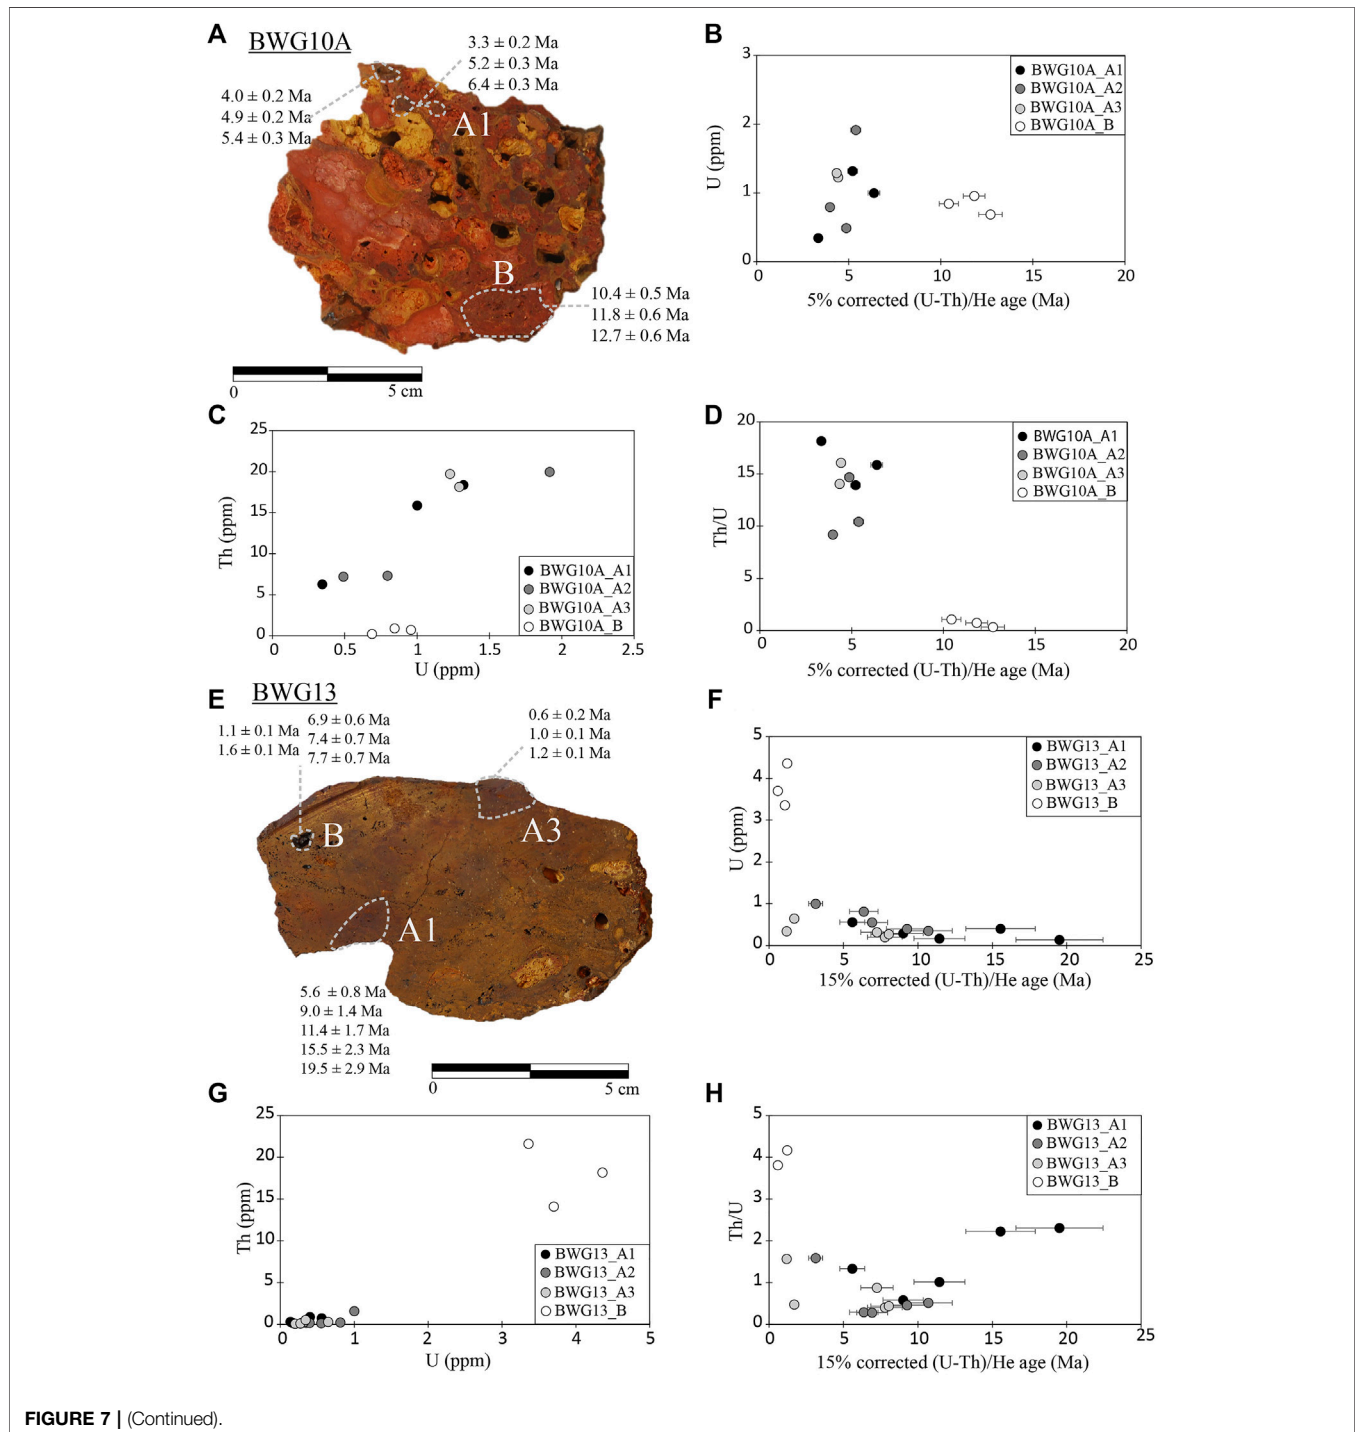 A
BWG10A
3.3 ± 0.2 Ma
5.2 ± 0.3 Ma
6.4 ± 0.3 Ma
4.0 ± 0.2 Ma
4.9 ± 0.2 Ma
5.4 ± 0.3 Ma
A1
B
10.4 ± 0.5 Ma
11.8 ± 0.6 Ma
12.7 ± 0.6 Ma
0 5 cm
B
3
2
1
0
U (ppm)
BWG10A_A1
BWG10A_A2
BWG10A_A3
BWG10A_B
0 5 10 15 20
5% corrected (U-Th)/He age (Ma)
C
25
20
15
10
5
0
Th (ppm)
BWG10A_A1
BWG10A_A2
BWG10A_A3
BWG10A_B
0 0.5 1 1.5 2 2.5
U (ppm)
D
20
15
10
5
0
Th/U
BWG10A_A1
BWG10A_A2
BWG10A_A3
BWG10A_B
0 5 10 15 20
5% corrected (U-Th)/He age (Ma)
E
BWG13
1.1 ± 0.1 Ma
1.6 ± 0.1 Ma
6.9 ± 0.6 Ma
7.4 ± 0.7 Ma
7.7 ± 0.7 Ma
0.6 ± 0.2 Ma
1.0 ± 0.1 Ma
1.2 ± 0.1 Ma
B
A3
A1
5.6 ± 0.8 Ma
9.0 ± 1.4 Ma
11.4 ± 1.7 Ma
15.5 ± 2.3 Ma
19.5 ± 2.9 Ma
0 5 cm
F
5
4
3
2
1
0
U (ppm)
BWG13_A1
BWG13_A2
BWG13_A3
BWG13_B
0 5 10 15 20 25
15% corrected (U-Th)/He age (Ma)
G
25
20
15
10
5
0
Th (ppm)
BWG13_A1
BWG13_A2
BWG13_A3
BWG13_B
0 1 2 3 4 5
U (ppm)
H
5
4
3
2
1
0
Th/U
BWG13_A1
BWG13_A2
BWG13_A3
BWG13_B
0 5 10 15 20 25
15% corrected (U-Th)/He age (Ma)
FIGURE 7 | (Continued).